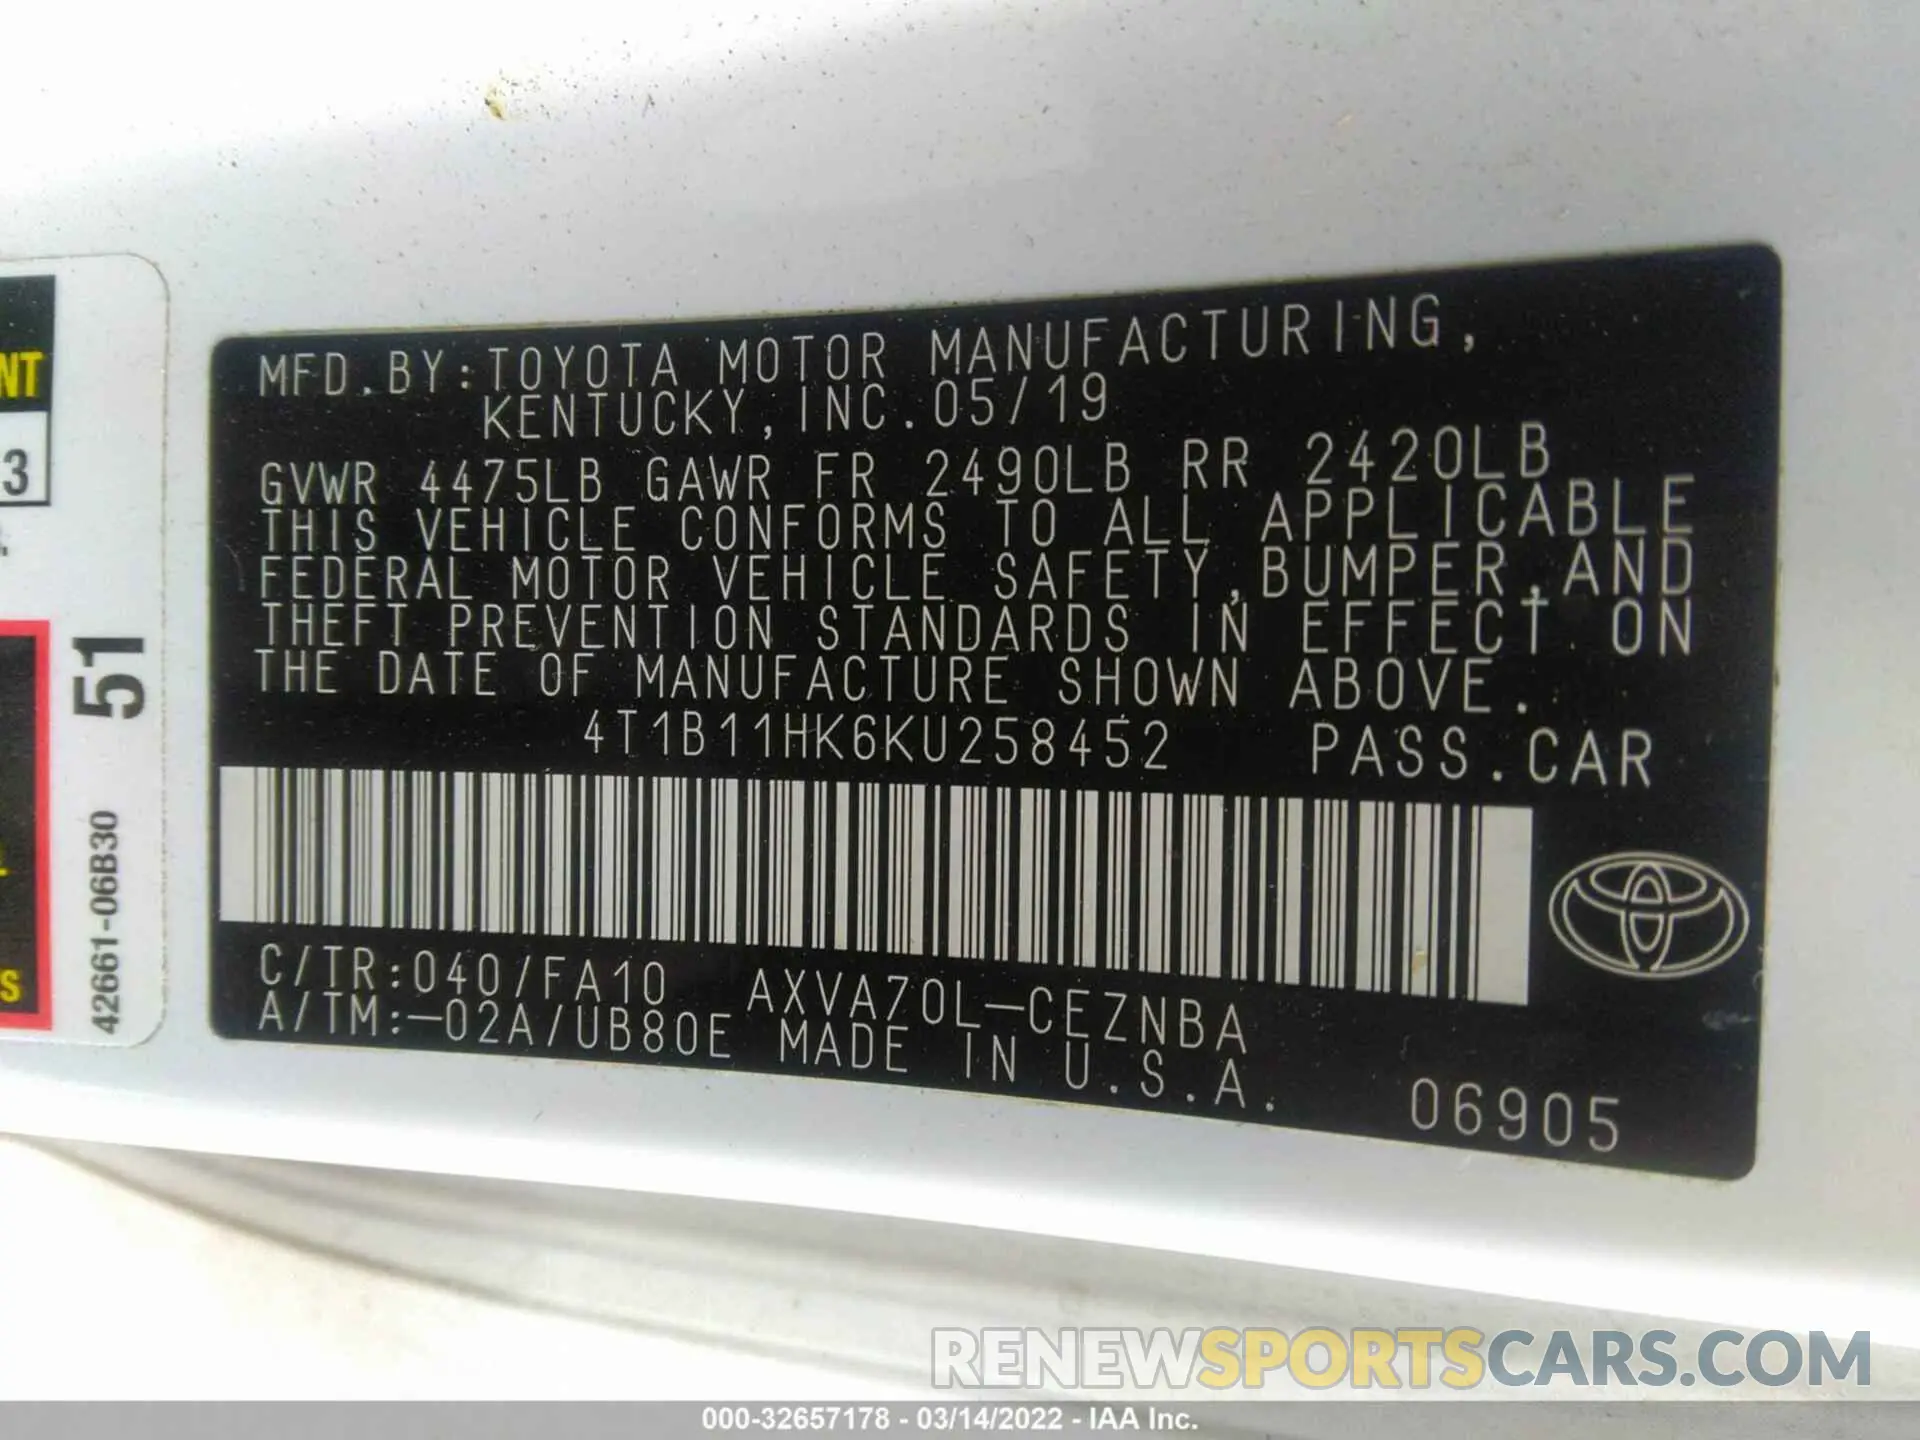 NT
3
51
42661-06B30
S
MFD.BY:TOYOTA MOTOR MANUFACTURING,
KENTUCKY,INC.05/19
GVWR 4475LB GAWR FR 2490LB RR 2420LB
THIS VEHICLE CONFORMS TO ALL APPLICABLE
FEDERAL MOTOR VEHICLE SAFETY,BUMPER,AND
THEFT PREVENTION STANDARDS IN EFFECT ON
THE DATE OF MANUFACTURE SHOWN ABOVE.
4T1B11HK6KU258452 PASS.CAR
C/TR:040/FA10 AXVA70L-CEZNBA
A/TM:-02A/UB80E MADE IN U.S.A.
06905
RENEWSPORTSCARS.COM
000-32657178 - 03/14/2022 - IAA Inc.